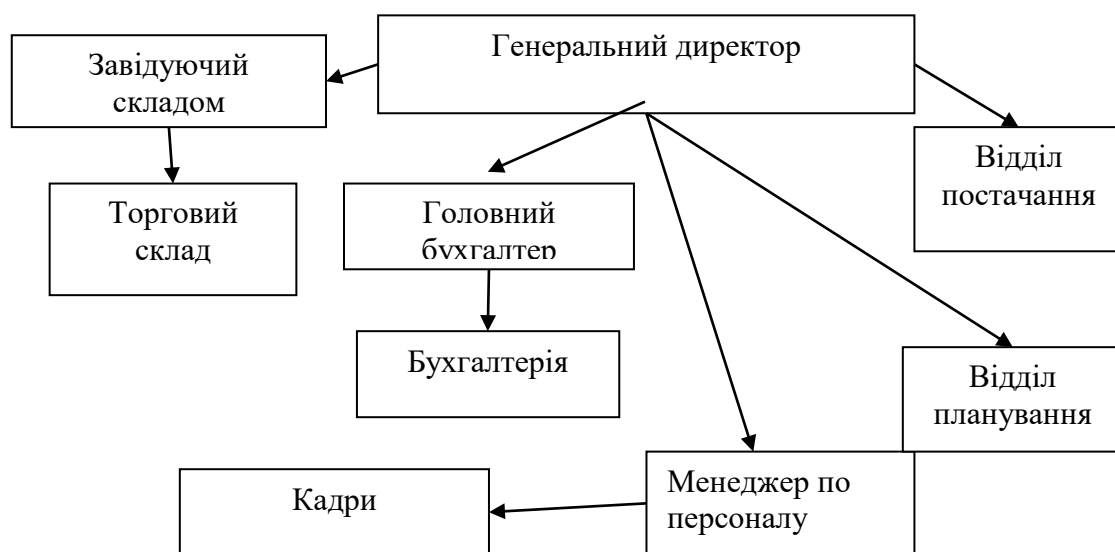 Генеральний директор
Завідуючий
складом
Відділ
постачання
Торговий
склад
Головний
бухгалтер
Бухгалтерія
Відділ
планування
Менеджер по
персоналу
Кадри